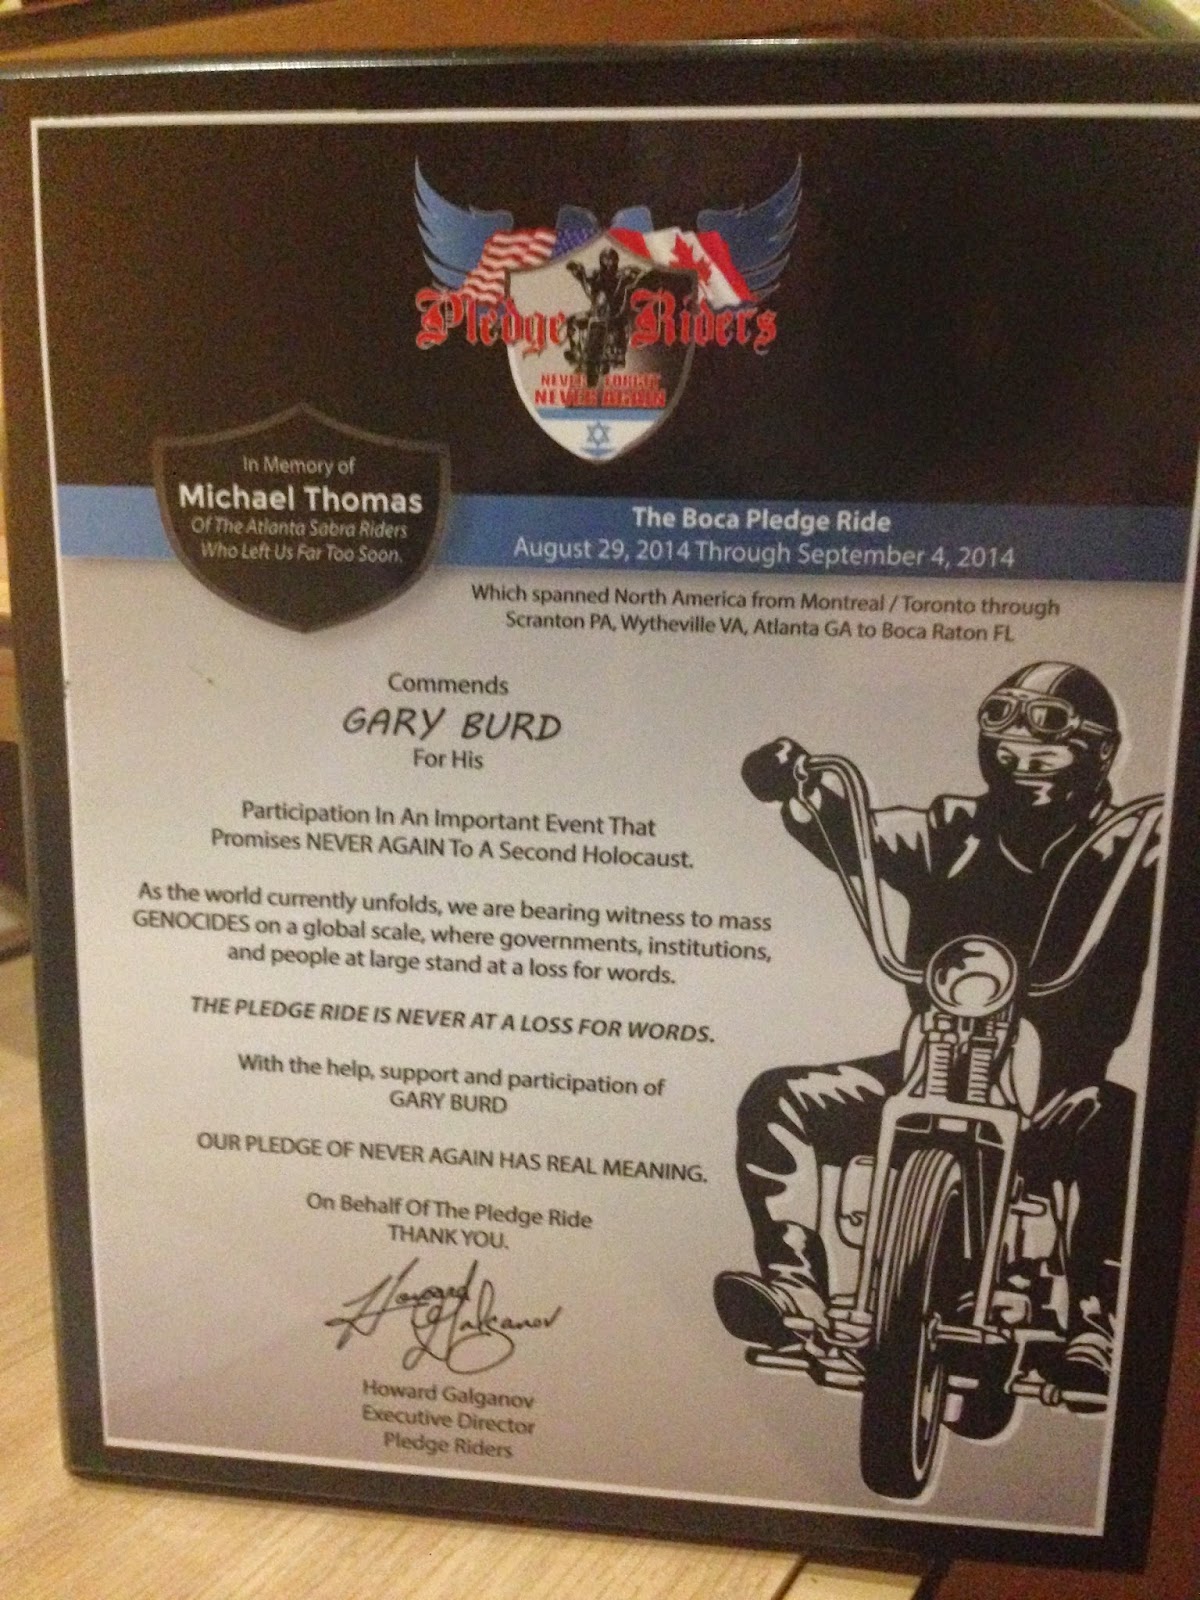 Pledge Riders
NEVER FORGET
NEVER AGAIN
In Memory of
Michael Thomas
Of The Atlanta Sabra Riders
Who Left Us Far Too Soon.
The Boca Pledge Ride
August 29, 2014 Through September 4, 2014
Which spanned North America from Montreal / Toronto through
Scranton PA, Wytheville VA, Atlanta GA to Boca Raton FL
Commends
GARY BURD
For His
Participation In An Important Event That
Promises NEVER AGAIN To A Second Holocaust.
As the world currently unfolds, we are bearing witness to mass
GENOCIDES on a global scale, where governments, institutions,
and people at large stand at a loss for words.
THE PLEDGE RIDE IS NEVER AT A LOSS FOR WORDS.
With the help, support and participation of
GARY BURD
OUR PLEDGE OF NEVER AGAIN HAS REAL MEANING.
On Behalf Of The Pledge Ride
THANK YOU.
Howard Galganov
Howard Galganov
Executive Director
Pledge Riders